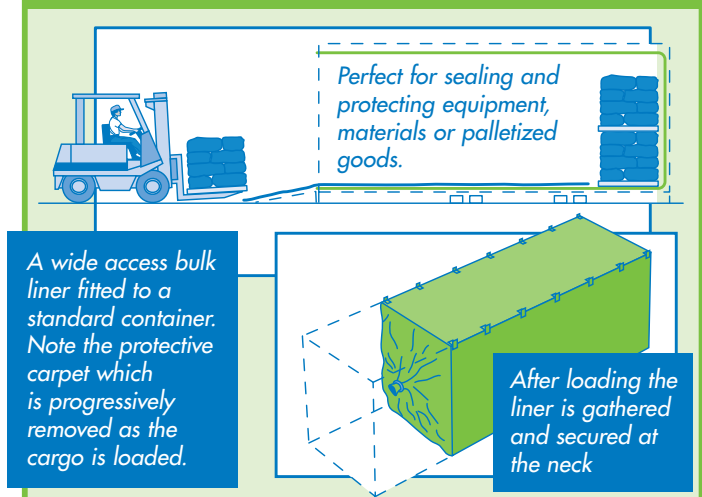 Perfect for sealing and
protecting equipment,
materials or palletized
goods.
A wide access bulk
liner fitted to a
standard container.
Note the protective
carpet which
is progressively
removed as the
cargo is loaded.
After loading the
liner is gathered
and secured at
the neck